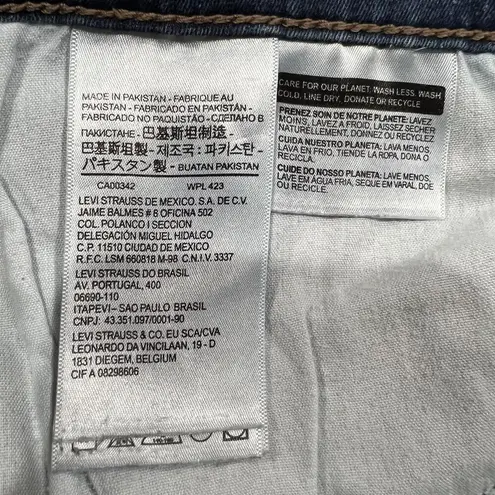 MADE IN PAKISTAN - FABRIQUE AU
PAKISTAN - FABRICADO EN PAKISTÁN -
FABRICADO NO PAQUISTÃO - СДЕЛАНО В
ПАКИСТАНЕ - 巴基斯坦制造 -
巴基斯坦製 - 제조국 : 파키스탄 -
パキスタン製 - BUATAN PAKISTAN
CA00342 WPL 423
LEVI STRAUSS DE MEXICO. S.A. DE C.V.
JAIME BALMES # 8 OFICINA 502
COL. POLANCO I SECCION
DELEGACIÓN MIGUEL HIDALGO
C.P. 11510 CIUDAD DE MEXICO
R.F.C. LSM 660818 M-98 C.N.I.V. 3337
LEVI STRAUSS DO BRASIL
AV. PORTUGAL, 400
06690-110
ITAPEVI - SAO PAULO BRASIL
CNPJ: 43.351.097/0001-90
LEVI STRAUSS & CO. EU SCA/CVA
LEONARDO DA VINCILAAN, 19 - D
1831 DIEGEM, BELGIUM
CIF A 08298606
CARE FOR OUR PLANET: WASH LESS, WASH
COLD, LINE DRY, DONATE OR RECYCLE
PRENEZ SOIN DE NOTRE PLANÈTE: LAVEZ
MOINS, LAVEZ À FROID, LAISSEZ SÉCHER
NATURELLEMENT, DONNEZ OU RECYCLEZ
CUIDA NUESTRO PLANETA: LAVA MENOS,
LAVA EN FRIO, TIENDE LA ROPA, DONA O
RECICLA.
CUIDE DO NOSSO PLANETA: LAVE MENOS,
LAVE EM ÁGUA FRIA, SEQUE EM VARAL, DOE
OU RECICLE.